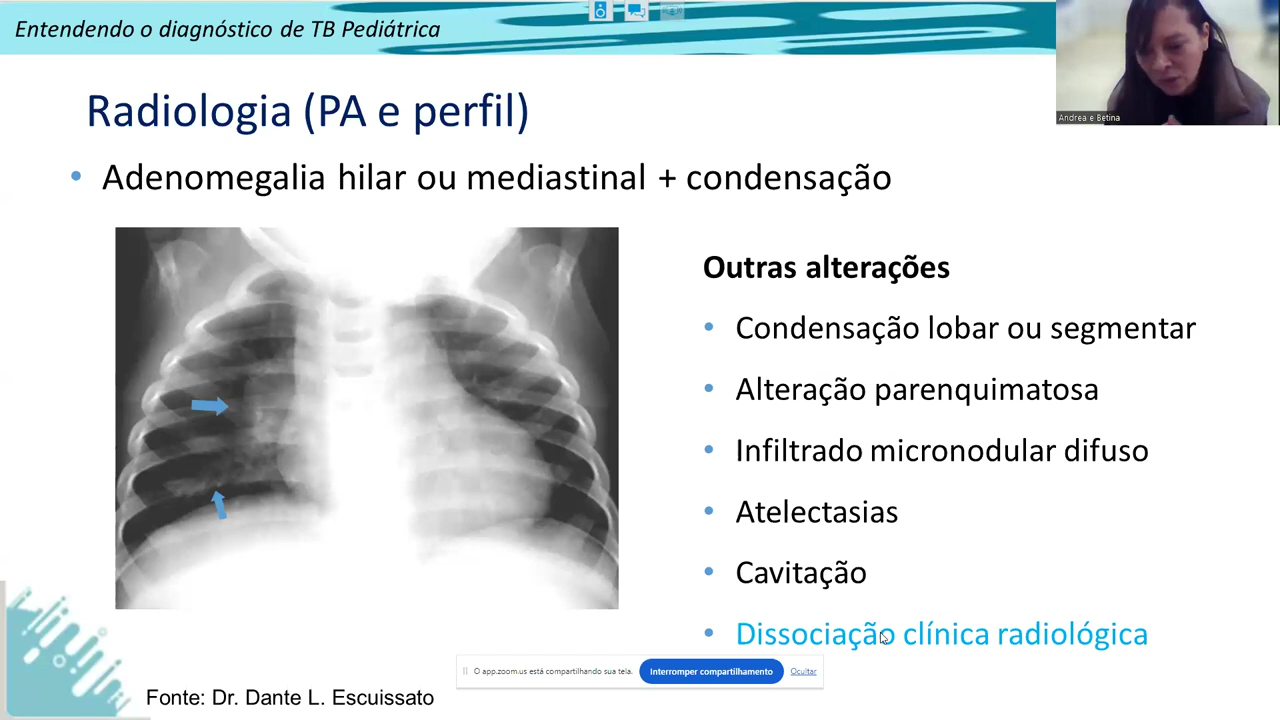 Entendendo o diagnóstico de TB Pediátrica
Andrea e Betina
Radiologia (PA e perfil)
• Adenomegalia hilar ou mediastinal + condensação
Outras alterações
• Condensação lobar ou segmentar
• Alteração parenquimatosa
• Infiltrado micronodular difuso
• Atelectasias
• Cavitação
• Dissociação clínica radiológica
O app.zoom.us está compartilhando sua tela. Interromper compartilhamento Ocultar
Fonte: Dr. Dante L. Escuissato